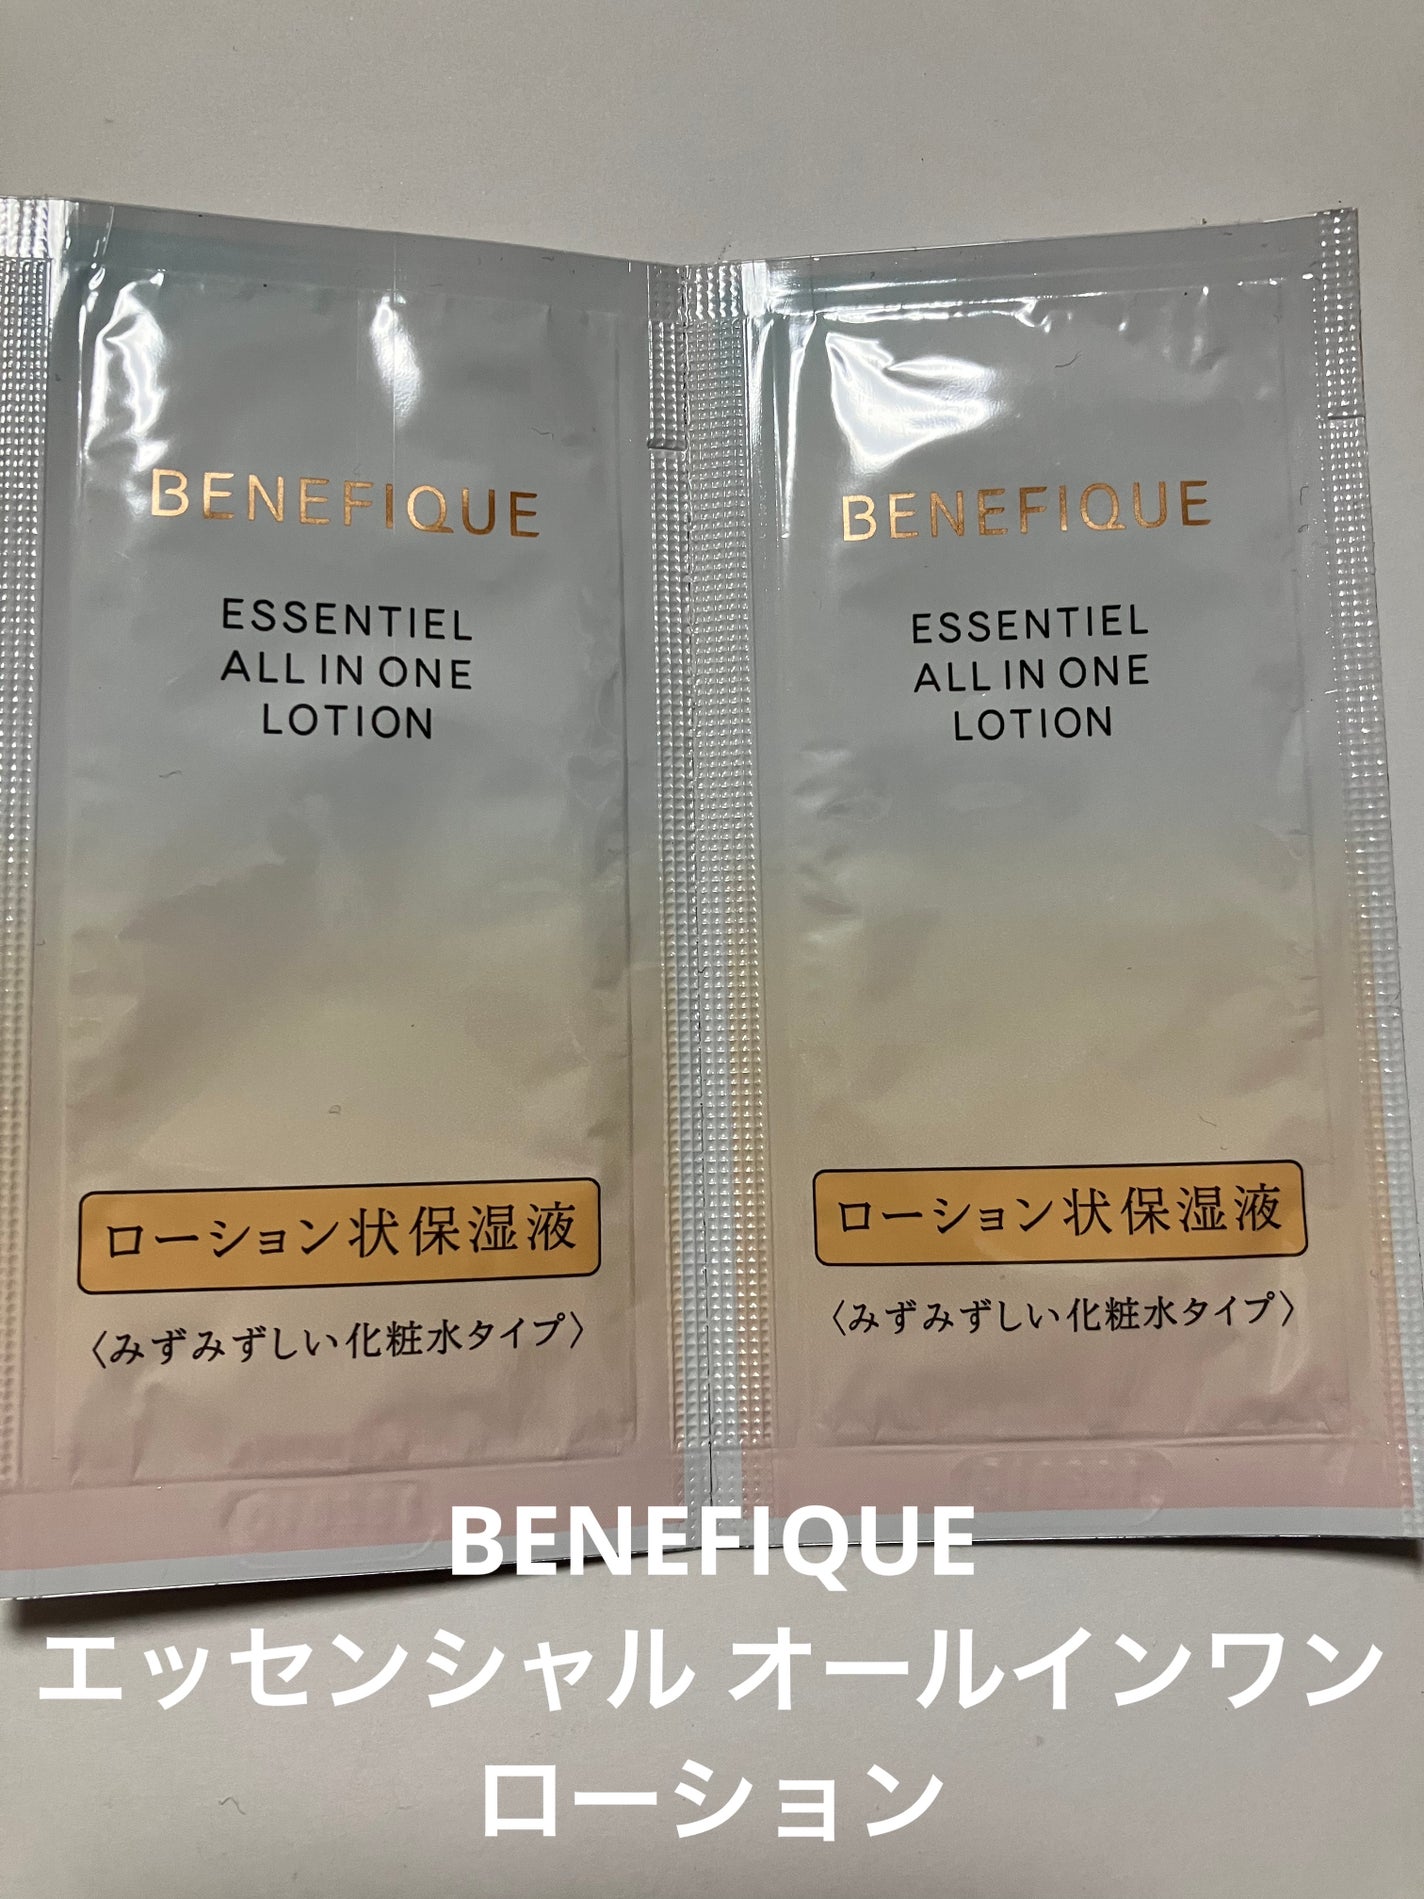 BENEFIQUE
ESSENTIEL
ALL IN ONE
LOTION
ローション状保湿液
〈みずみずしい化粧水タイプ〉
BENEFIQUE
ESSENTIEL
ALL IN ONE
LOTION
ローション状保湿液
〈みずみずしい化粧水タイプ〉
BENEFIQUE
エッセンシャル オールインワン
ローション